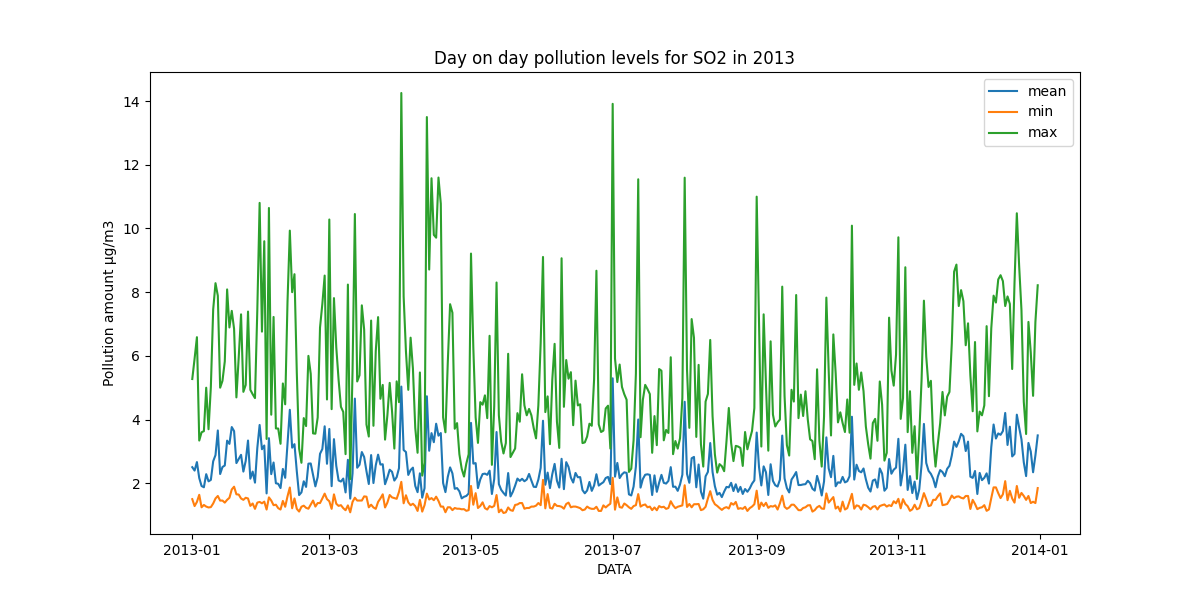 Day on day pollution levels for SO2 in 2013
mean
min
max
14
12
10
8
6
4
2
Pollution amount µg/m3
2013-01
2013-03
2013-05
2013-07
2013-09
2013-11
2014-01
DATA